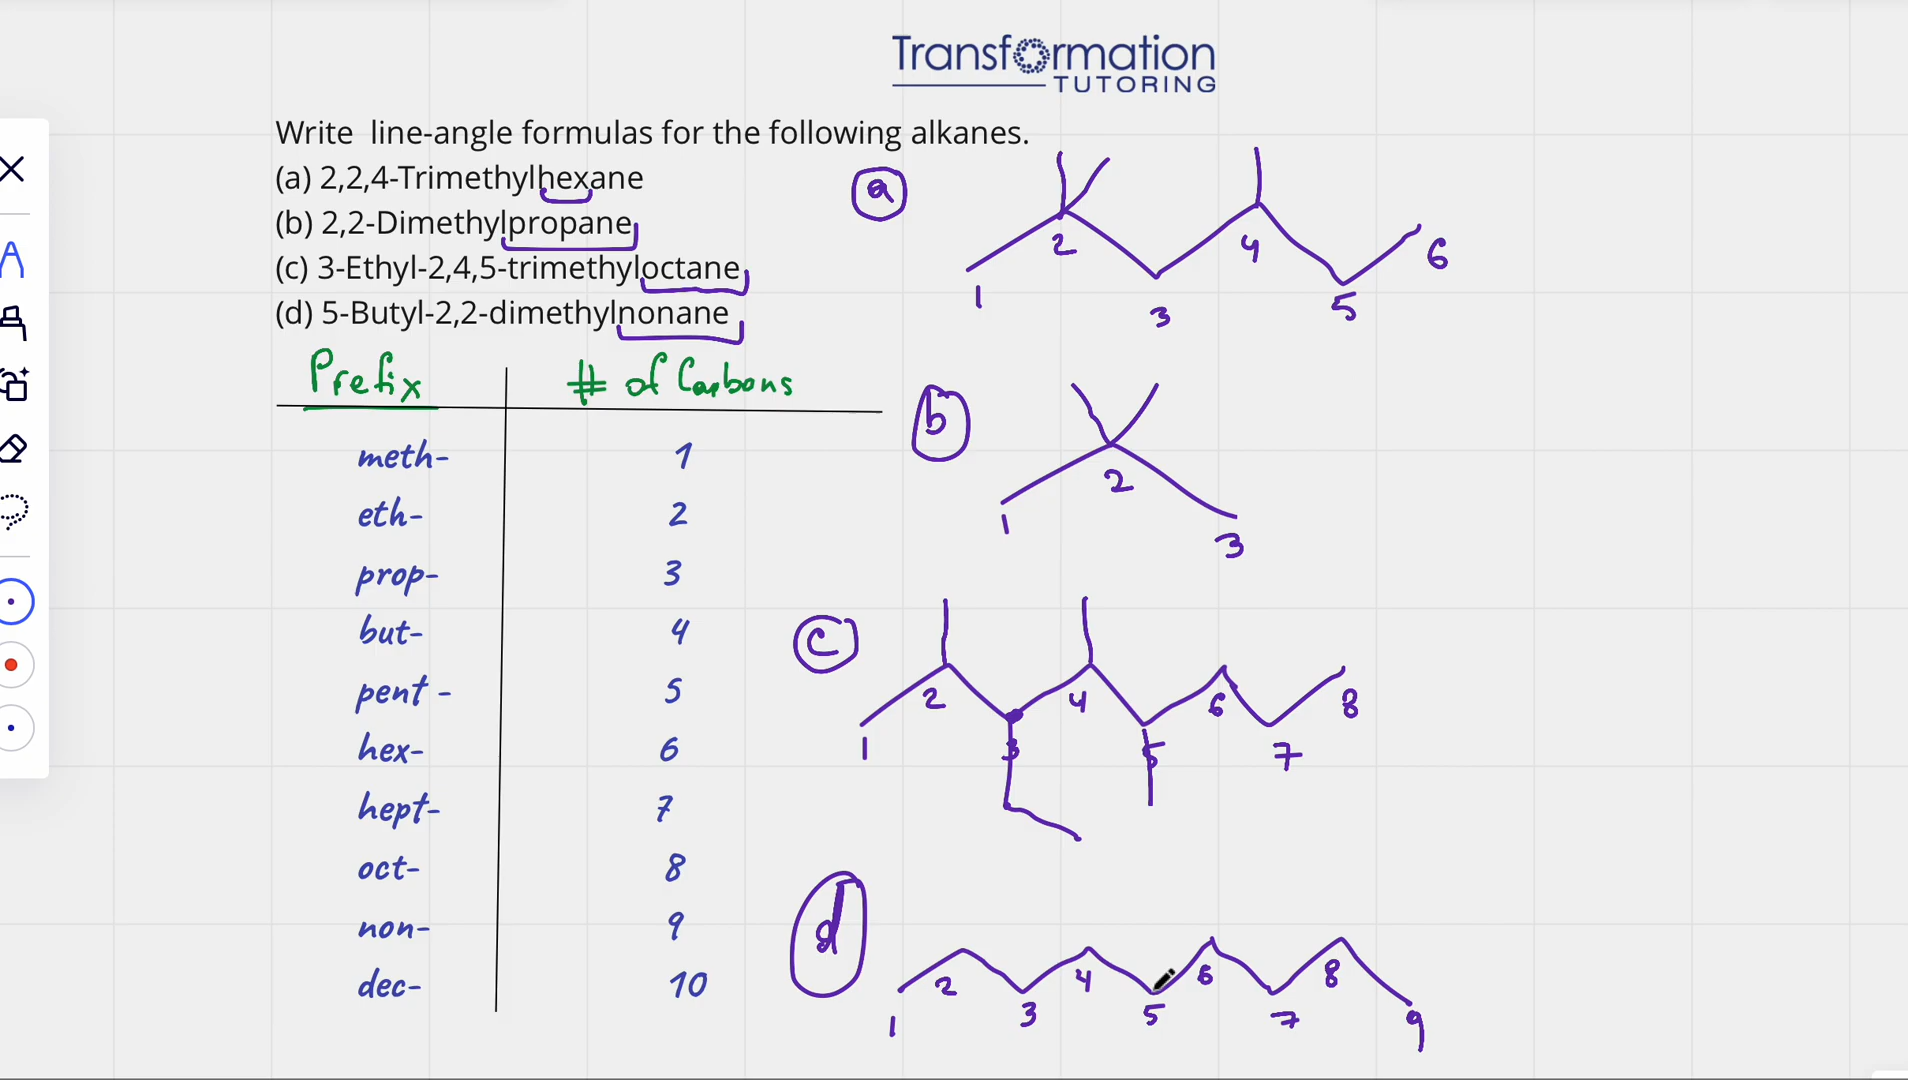 Transformation
TUTORING
Write line-angle formulas for the following alkanes.
(a) 2,2,4-Trimethylhexane
(b) 2,2-Dimethylpropane
(c) 3-Ethyl-2,4,5-trimethyloctane
(d) 5-Butyl-2,2-dimethylnonane
Prefix # of Carbons
meth- 1
eth- 2
prop- 3
but- 4
pent- 5
hex- 6
hept- 7
oct- 8
non- 9
dec- 10
a
1 2 3 4 5 6
b
1 2 3
c
1 2 3 4 5 6 7 8
d
1 2 3 4 5 6 7 8 9